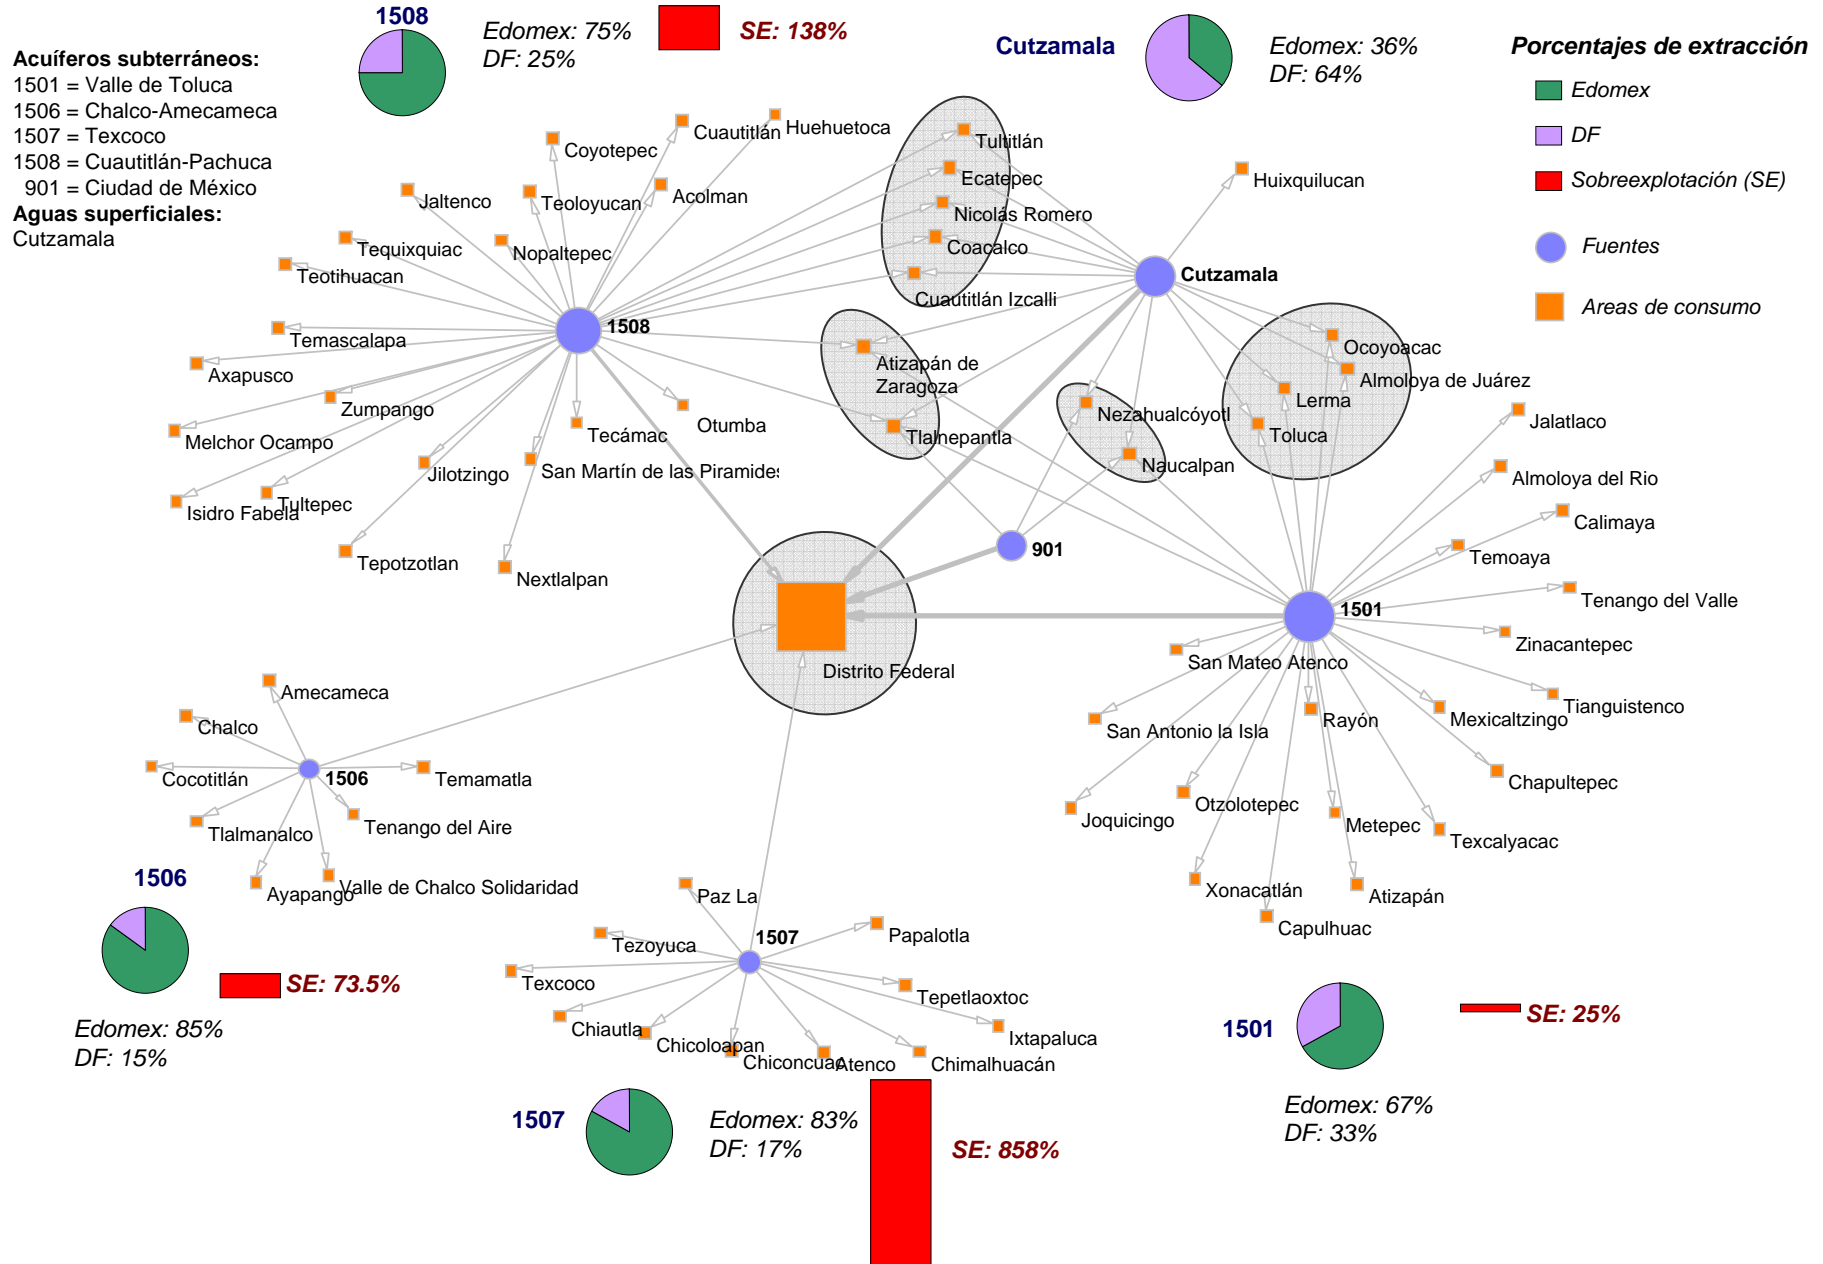 1508
Edomex: 75%
DF: 25%
SE: 138%
Cutzamala
Edomex: 36%
DF: 64%
Porcentajes de extracción
Edomex
DF
Sobreexplotación (SE)
Fuentes
Areas de consumo
Acuíferos subterráneos:
1501 = Valle de Toluca
1506 = Chalco-Amecameca
1507 = Texcoco
1508 = Cuautitlán-Pachuca
901 = Ciudad de México
Aguas superficiales:
Cutzamala
Coyotepec
Cuautitlán
Huehuetoca
Jaltenco
Teoloyucan
Acolman
Tequixquiac
Nopaltepec
Teotihuacan
1508
Temascalapa
Axapusco
Zumpango
Melchor Ocampo
Tecámac
Otumba
Jilotzingo
San Martín de las Piramides
Isidro Fabela
Tultepec
Tepotzotlan
Nextlalpan
Tultitlán
Ecatepec
Nicolás Romero
Coacalco
Cuautitlán Izcalli
Huixquilucan
Cutzamala
Atizapán de
Zaragoza
Tlalnepantla
Nezahualcóyotl
Naucalpan
Ocoyoacac
Almoloya de Juárez
Lerma
Toluca
Jalatlaco
Almoloya del Rio
Calimaya
Temoaya
Tenango del Valle
Zinacantepec
901
1501
Distrito Federal
San Mateo Atenco
San Antonio la Isla
Rayón
Mexicaltzingo
Tianguistenco
Chapultepec
Joquicingo
Otzolotepec
Metepec
Texcalyacac
Xonacatlán
Atizapán
Capulhuac
Amecameca
Chalco
Cocotitlán
1506
Temamatla
Tlalmanalco
Tenango del Aire
Ayapango
Valle de Chalco Solidaridad
1506
SE: 73.5%
Edomex: 85%
DF: 15%
Paz La
Tezoyuca
1507
Papalotla
Texcoco
Tepetlaoxtoc
Chiautla
Chicoloapan
Ixtapaluca
Chiconcuac
Atenco
Chimalhuacán
1507
Edomex: 83%
DF: 17%
SE: 858%
1501
SE: 25%
Edomex: 67%
DF: 33%